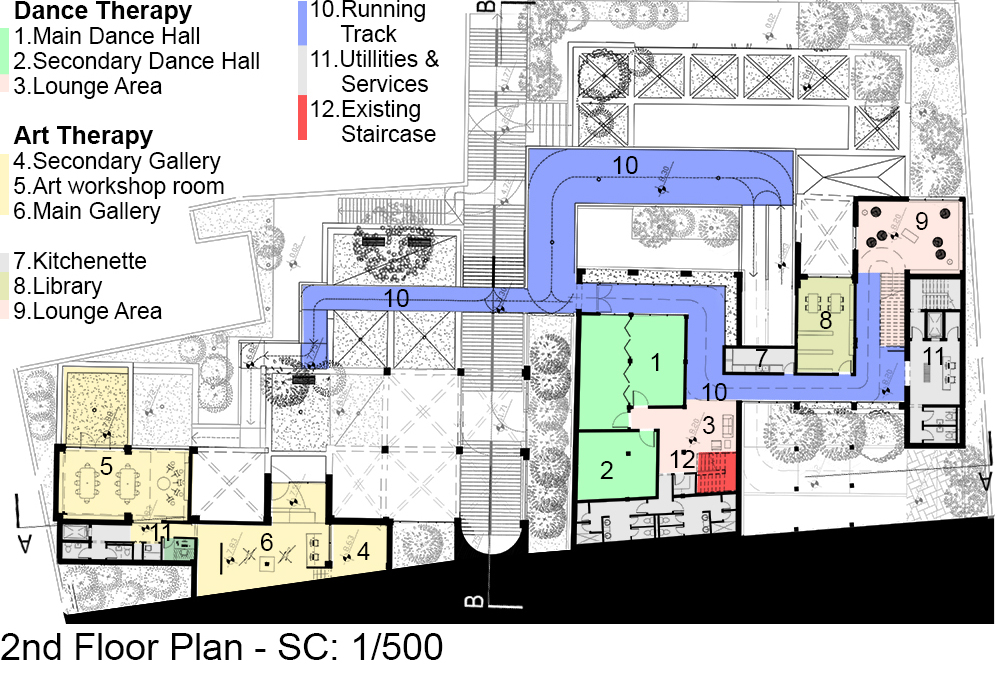 Dance Therapy
1.Main Dance Hall
2.Secondary Dance Hall
3.Lounge Area
Art Therapy
4.Secondary Gallery
5.Art workshop room
6.Main Gallery
7.Kitchenette
8.Library
9.Lounge Area
10.Running
Track
11.Utillities &
Services
12.Existing
Staircase
B
10
9
10
8
1
7
11
10
3
2
12
5
11
6
4
A
A
B
2nd Floor Plan - SC: 1/500